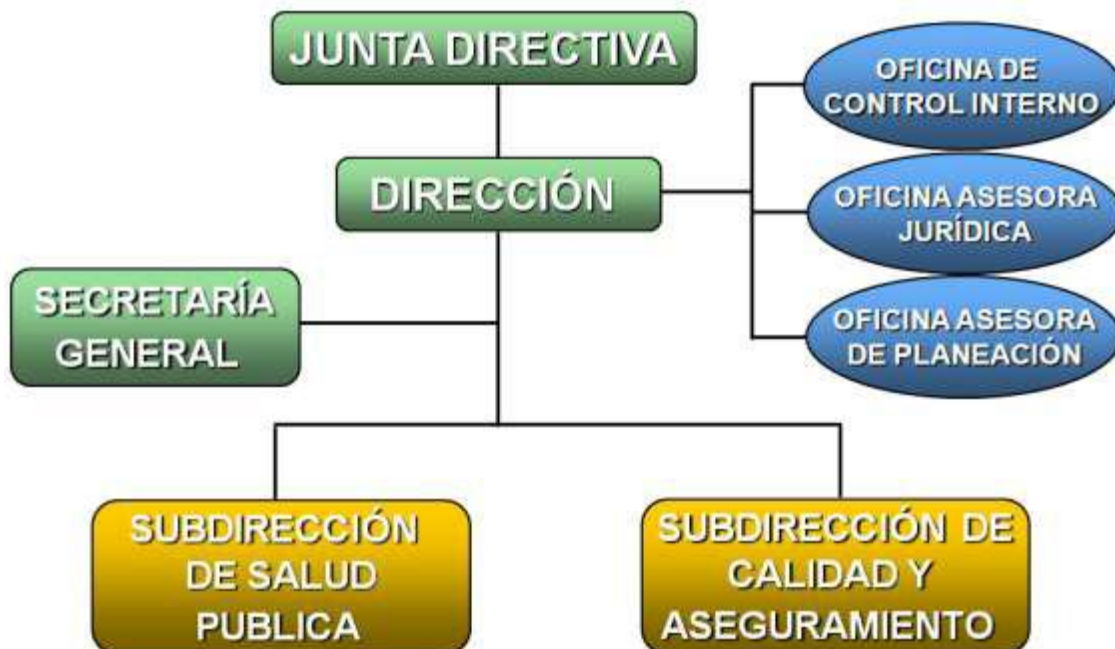 JUNTA DIRECTIVA
OFICINA DE
CONTROL INTERNO
DIRECCIÓN
OFICINA ASESORA
JURÍDICA
SECRETARÍA
GENERAL
OFICINA ASESORA
DE PLANEACIÓN
SUBDIRECCIÓN
DE SALUD
PUBLICA
SUBDIRECCIÓN DE
CALIDAD Y
ASEGURAMIENTO